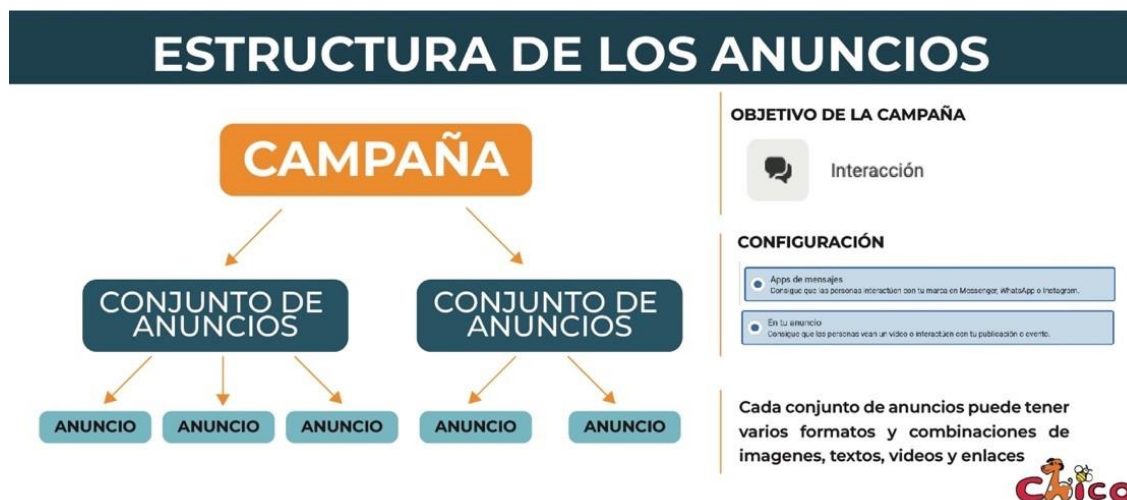 ESTRUCTURA DE LOS ANUNCIOS
CAMPAÑA
CONJUNTO DE
ANUNCIOS
CONJUNTO DE
ANUNCIOS
ANUNCIO
ANUNCIO
ANUNCIO
ANUNCIO
ANUNCIO
OBJETIVO DE LA CAMPAÑA
Interacción
CONFIGURACIÓN
Apps de mensajes
Consigue que las personas interactúen con tu marca en Messenger, WhatsApp o Instagram.
En tu anuncio
Consigue que las personas vean un video o interactúen con tu publicación o evento.
Cada conjunto de anuncios puede tener
varios formatos y combinaciones de
imagenes, textos, videos y enlaces
Chico